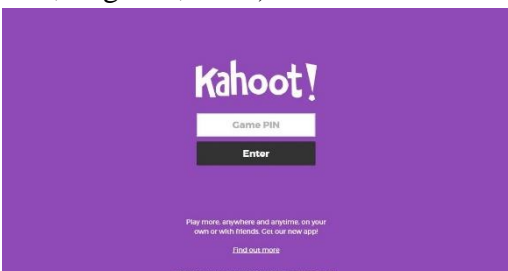 Kahoot!
Game PIN
Enter
Play more, anywhere and anytime, on your
own or with friends. Get our new app!
Find out more